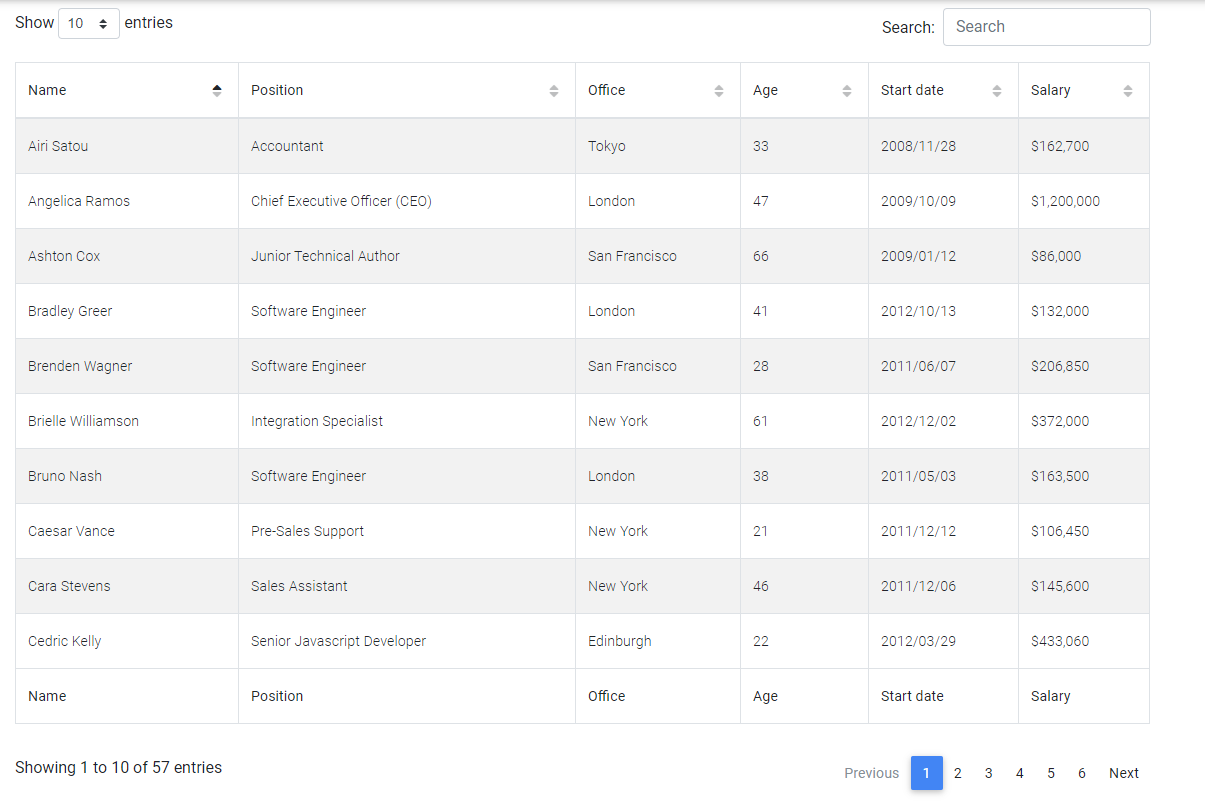 Show 10 entries Search: Search
Name Position Office Age Start date Salary
Airi Satou Accountant Tokyo 33 2008/11/28 $162,700
Angelica Ramos Chief Executive Officer (CEO) London 47 2009/10/09 $1,200,000
Ashton Cox Junior Technical Author San Francisco 66 2009/01/12 $86,000
Bradley Greer Software Engineer London 41 2012/10/13 $132,000
Brenden Wagner Software Engineer San Francisco 28 2011/06/07 $206,850
Brielle Williamson Integration Specialist New York 61 2012/12/02 $372,000
Bruno Nash Software Engineer London 38 2011/05/03 $163,500
Caesar Vance Pre-Sales Support New York 21 2011/12/12 $106,450
Cara Stevens Sales Assistant New York 46 2011/12/06 $145,600
Cedric Kelly Senior Javascript Developer Edinburgh 22 2012/03/29 $433,060
Name Position Office Age Start date Salary
Showing 1 to 10 of 57 entries Previous 1 2 3 4 5 6 Next